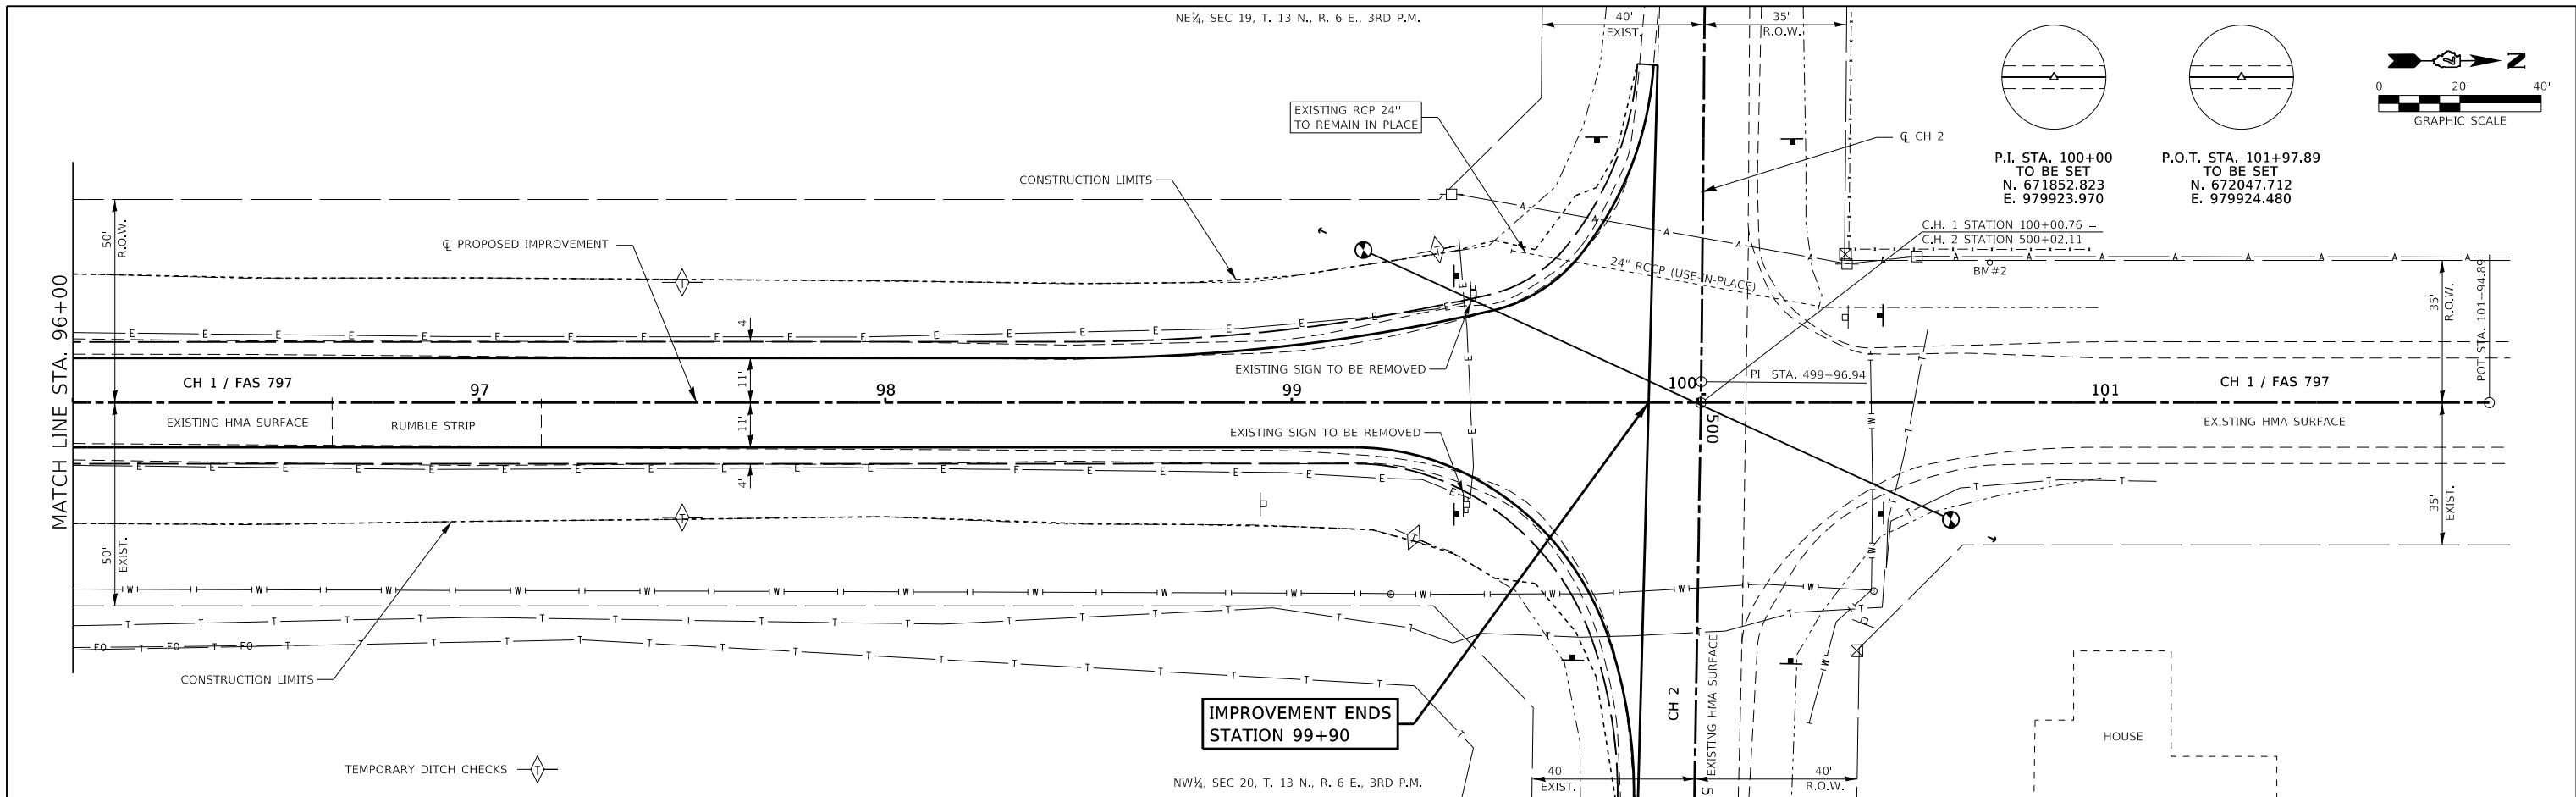 NE¼, SEC 19, T. 13 N., R. 6 E., 3RD P.M.
40'
EXIST.
35'
R.O.W.
N
0 20' 40'
GRAPHIC SCALE
EXISTING RCP 24"
TO REMAIN IN PLACE
℄ CH 2
P.I. STA. 100+00
TO BE SET
N. 671852.823
E. 979923.970
P.O.T. STA. 101+97.89
TO BE SET
N. 672047.712
E. 979924.480
CONSTRUCTION LIMITS
50'
R.O.W.
℄ PROPOSED IMPROVEMENT
C.H. 1 STATION 100+00.76 =
C.H. 2 STATION 500+02.11
24" RCCP (USE-IN-PLACE)
BM#2
MATCH LINE STA. 96+00
4'
11'
EXISTING SIGN TO BE REMOVED
PI STA. 499+96.94
35'
R.O.W.
POT STA. 101+94.89
CH 1 / FAS 797
97
98
99
100
101
CH 1 / FAS 797
EXISTING HMA SURFACE
RUMBLE STRIP
11'
4'
EXISTING SIGN TO BE REMOVED
500
EXISTING HMA SURFACE
35'
EXIST.
50'
EXIST.
CONSTRUCTION LIMITS
IMPROVEMENT ENDS
STATION 99+90
CH 2
EXISTING HMA SURFACE
HOUSE
TEMPORARY DITCH CHECKS T
NW¼, SEC 20, T. 13 N., R. 6 E., 3RD P.M.
40'
EXIST.
40'
R.O.W.
5